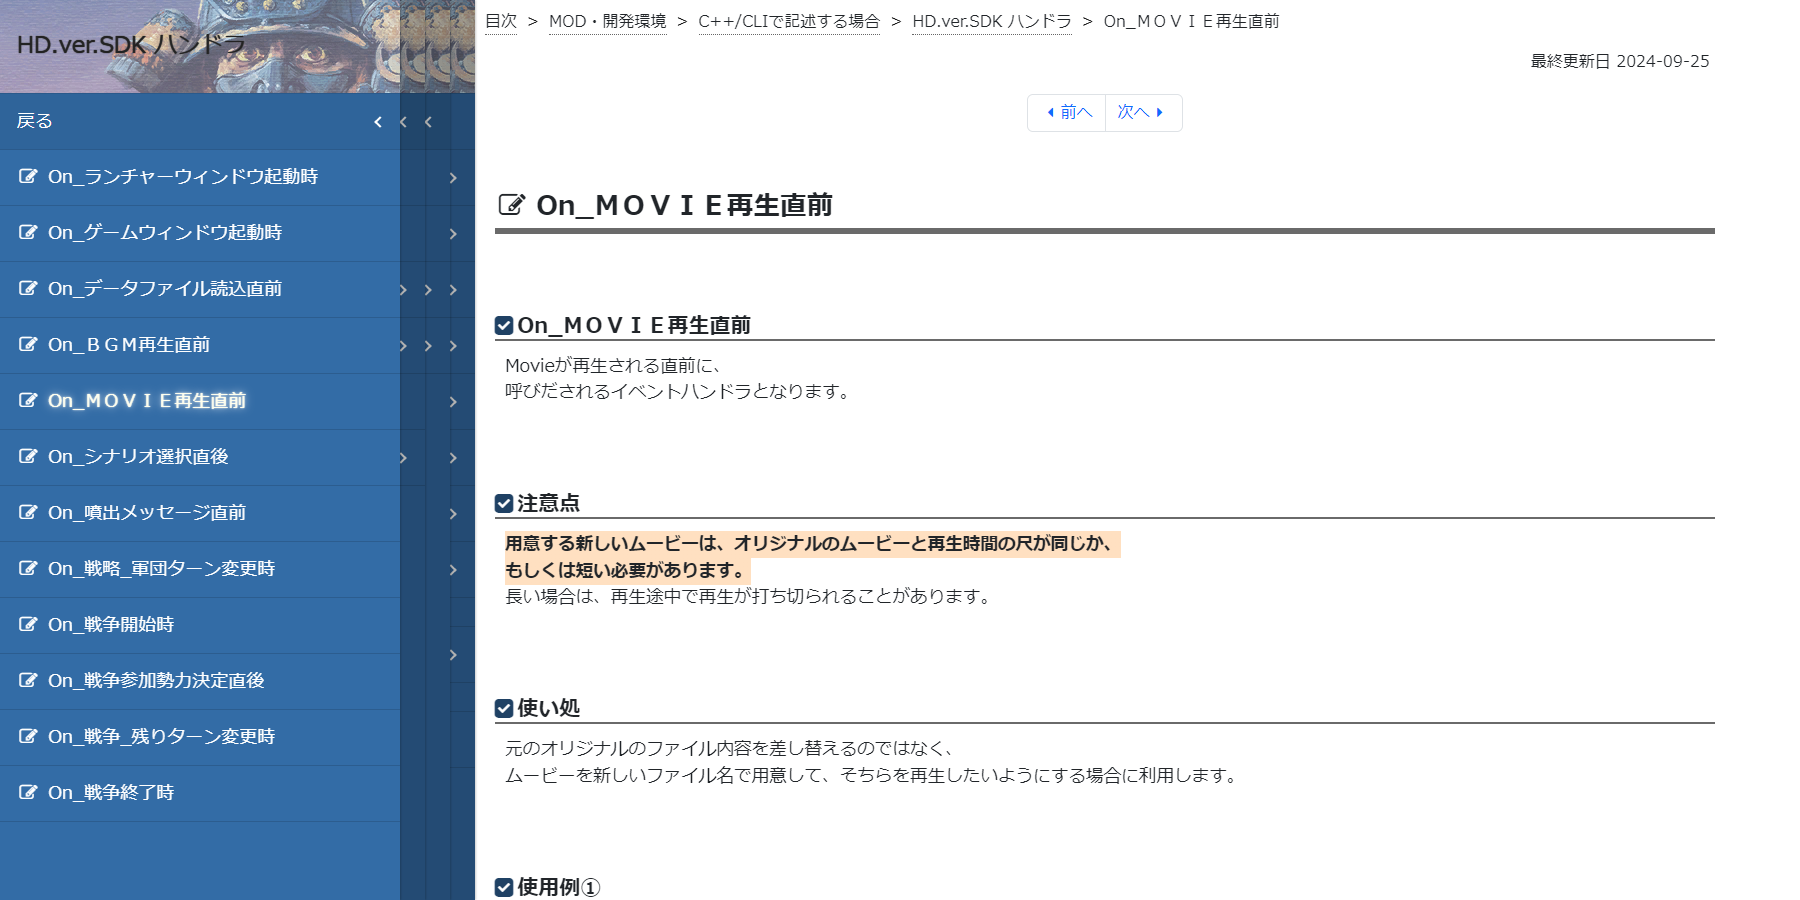 HD.ver.SDK ハンドラ
戻る
On_ランチャーウィンドウ起動時
On_ゲームウィンドウ起動時
On_データファイル読込直前
On_ＢＧＭ再生直前
On_ＭＯＶＩＥ再生直前
On_シナリオ選択直後
On_噴出メッセージ直前
On_戦略_軍団ターン変更時
On_戦争開始時
On_戦争参加勢力決定直後
On_戦争_残りターン変更時
On_戦争終了時
目次 > MOD・開発環境 > C++/CLIで記述する場合 > HD.ver.SDK ハンドラ > On_ＭＯＶＩＥ再生直前
最終更新日 2024-09-25
前へ 次へ
On_ＭＯＶＩＥ再生直前
On_ＭＯＶＩＥ再生直前
Movieが再生される直前に、
呼びだされるイベントハンドラとなります。
注意点
用意する新しいムービーは、オリジナルのムービーと再生時間の尺が同じか、
もしくは短い必要があります。
長い場合は、再生途中で再生が打ち切られることがあります。
使い処
元のオリジナルのファイル内容を差し替えるのではなく、
ムービーを新しいファイル名で用意して、そちらを再生したいようにする場合に利用します。
使用例①